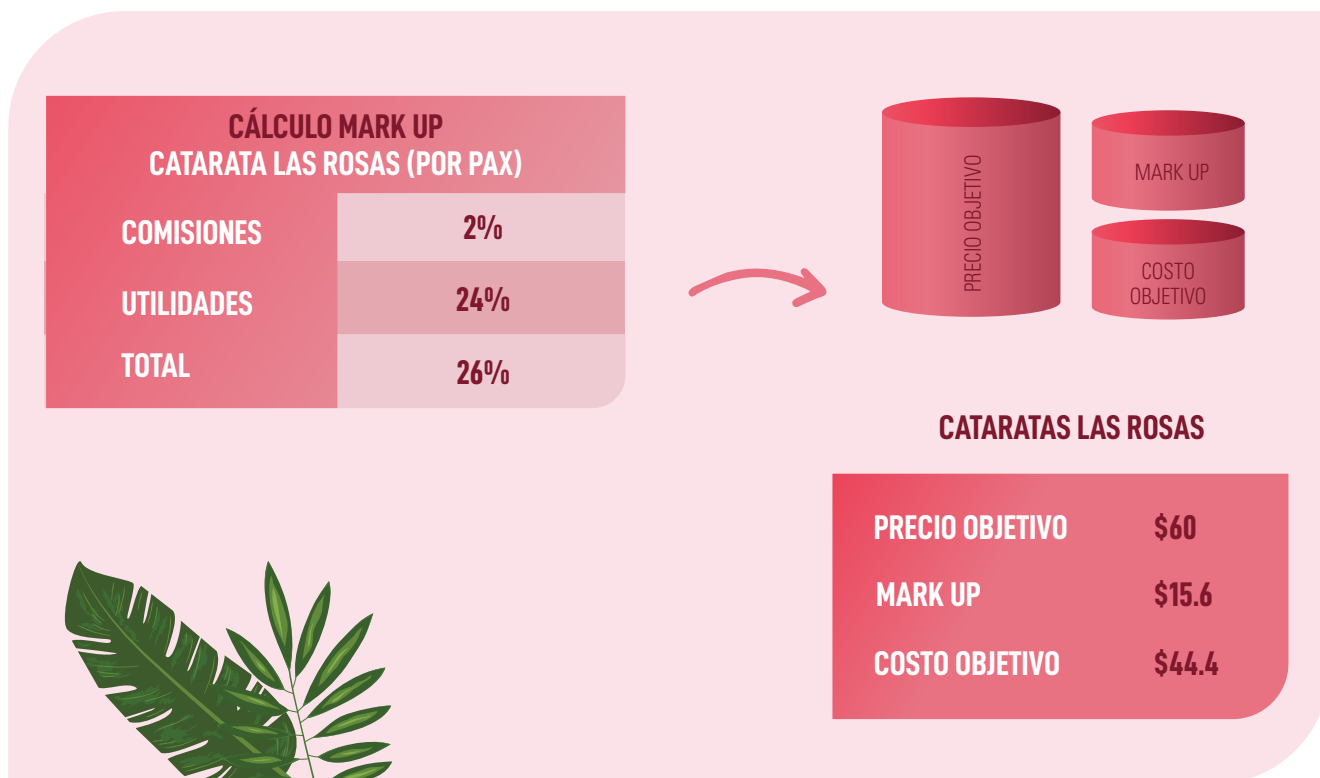 CÁLCULO MARK UP
CATARATA LAS ROSAS (POR PAX)
COMISIONES 2%
UTILIDADES 24%
TOTAL 26%
PRECIO OBJETIVO
MARK UP
COSTO
OBJETIVO
CATARATAS LAS ROSAS
PRECIO OBJETIVO $60
MARK UP $15.6
COSTO OBJETIVO $44.4